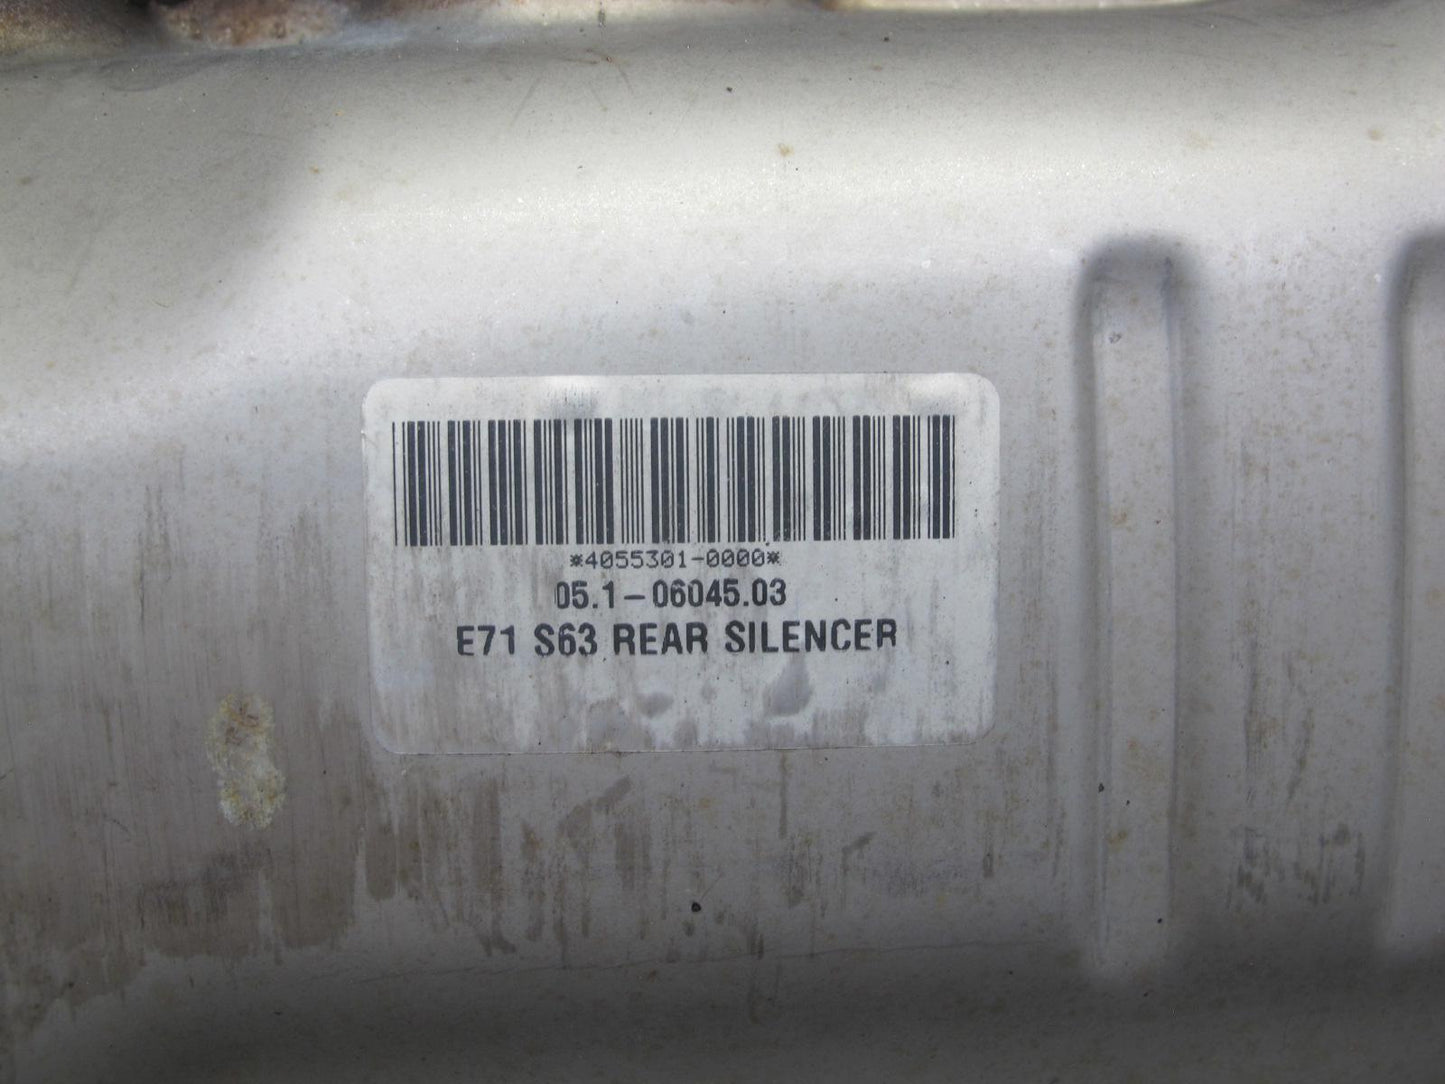 *4055301-0000*
05.1-06045.03
E71 S63 REAR SILENCER